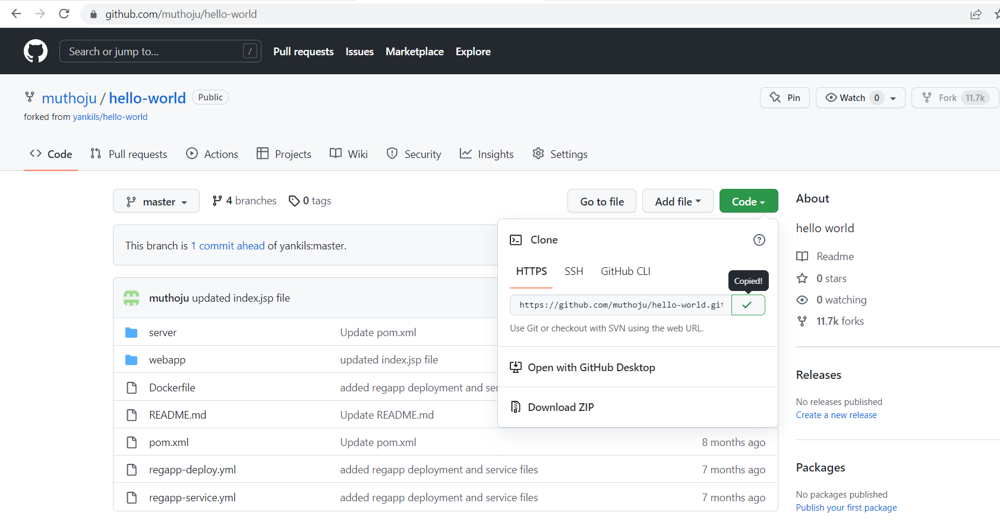 github.com/muthoju/hello-world
Search or jump to... /
Pull requests Issues Marketplace Explore
muthoju / hello-world Public
Pin Watch 0 Fork 11.7k
forked from yankils/hello-world
Code Pull requests Actions Projects Wiki Security Insights Settings
master 4 branches 0 tags
Go to file Add file Code
This branch is 1 commit ahead of yankils:master.
muthoju updated index.jsp file
server Update pom.xml
webapp updated index.jsp file
Dockerfile added regapp deployment and
README.md Update README.md
pom.xml Update pom.xml 8 months ago
regapp-deploy.yml added regapp deployment and service files 7 months ago
regapp-service.yml added regapp deployment and service files 7 months ago
Clone
HTTPS SSH GitHub CLI
Copied!
https://github.com/muthoju/hello-world.git
Use Git or checkout with SVN using the web URL.
Open with GitHub Desktop
Download ZIP
About
hello world
Readme
0 stars
0 watching
11.7k forks
Releases
No releases published
Create a new release
Packages
No packages published
Publish your first package